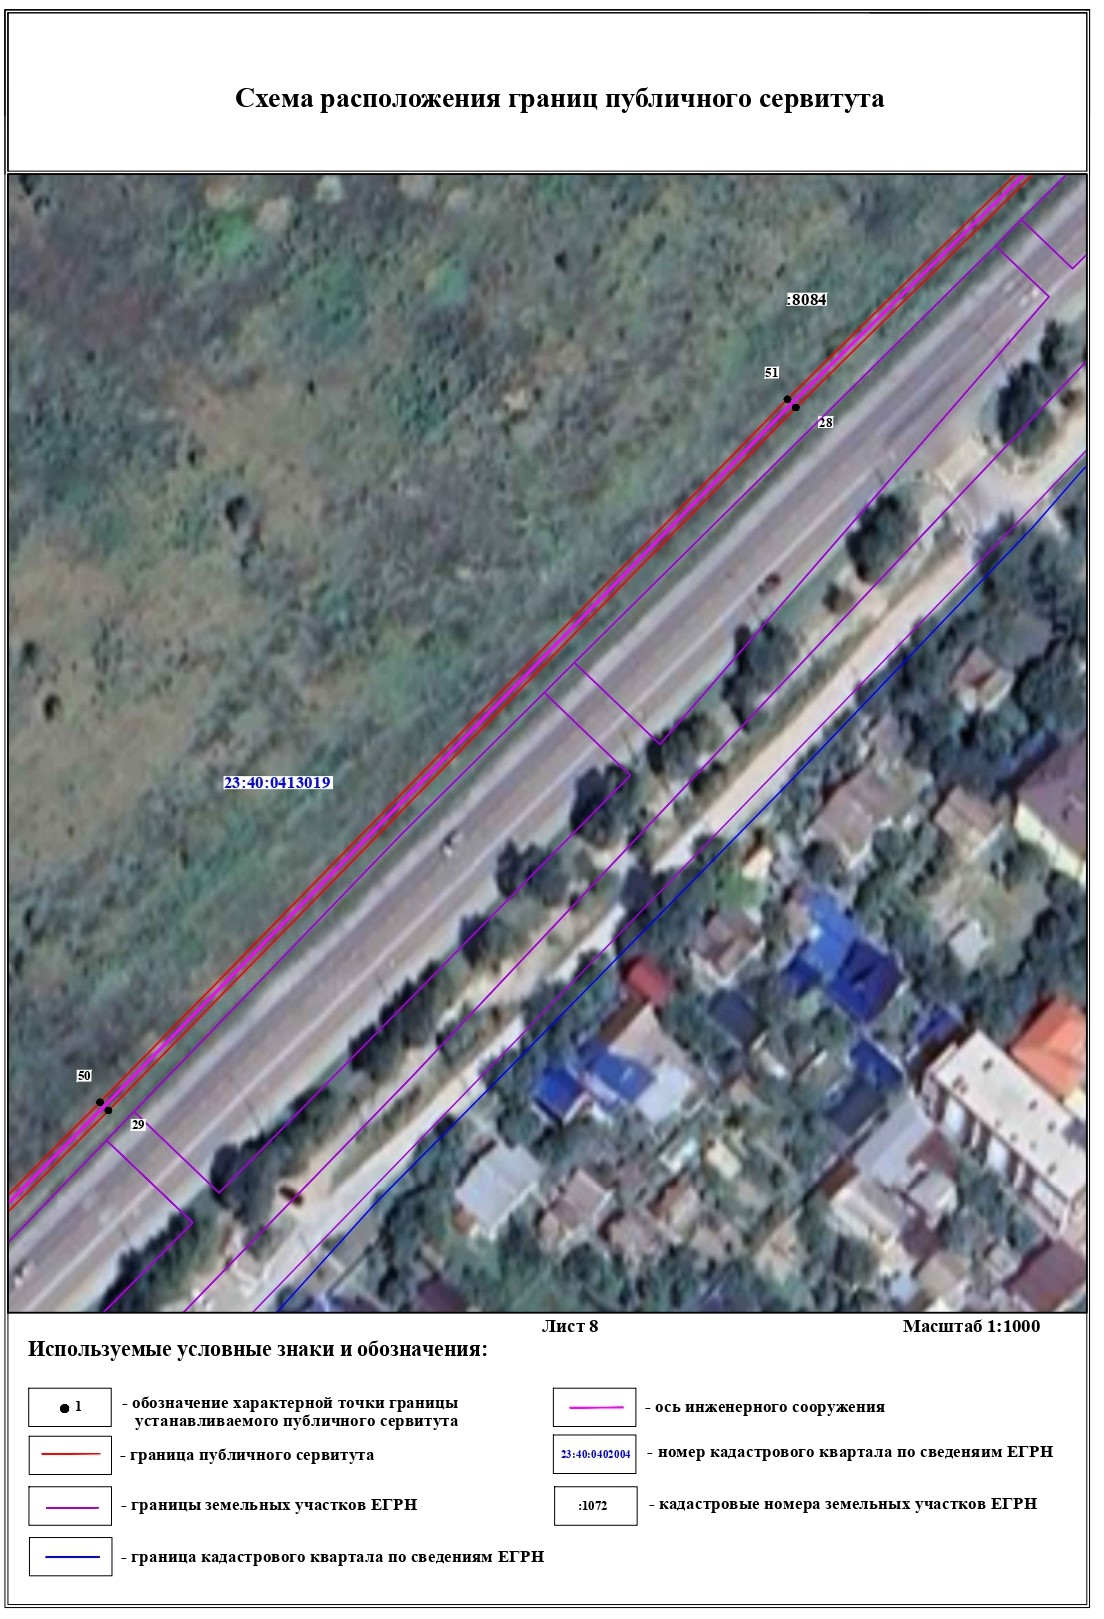 Схема расположения границ публичного сервитута
:8084
51
28
23:40:0413019
50
29
Лист 8
Масштаб 1:1000
Используемые условные знаки и обозначения:
1
- обозначение характерной точки границы
устанавливаемого публичного сервитута
- граница публичного сервитута
- границы земельных участков ЕГРН
- граница кадастрового квартала по сведениям ЕГРН
- ось инженерного сооружения
23:40:0402004
- номер кадастрового квартала по сведеняим ЕГРН
:1072
- кадастровые номера земельных участков ЕГРН